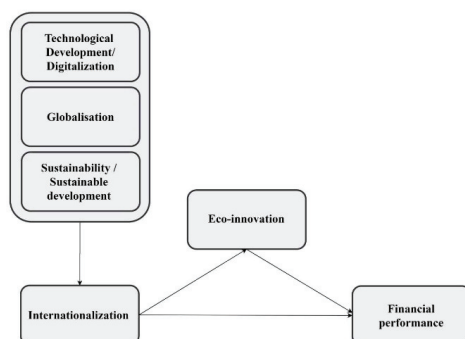 Technological
Development/
Digitalization
Globalisation
Sustainability /
Sustainable
development
Eco-innovation
Internationalization
Financial
performance